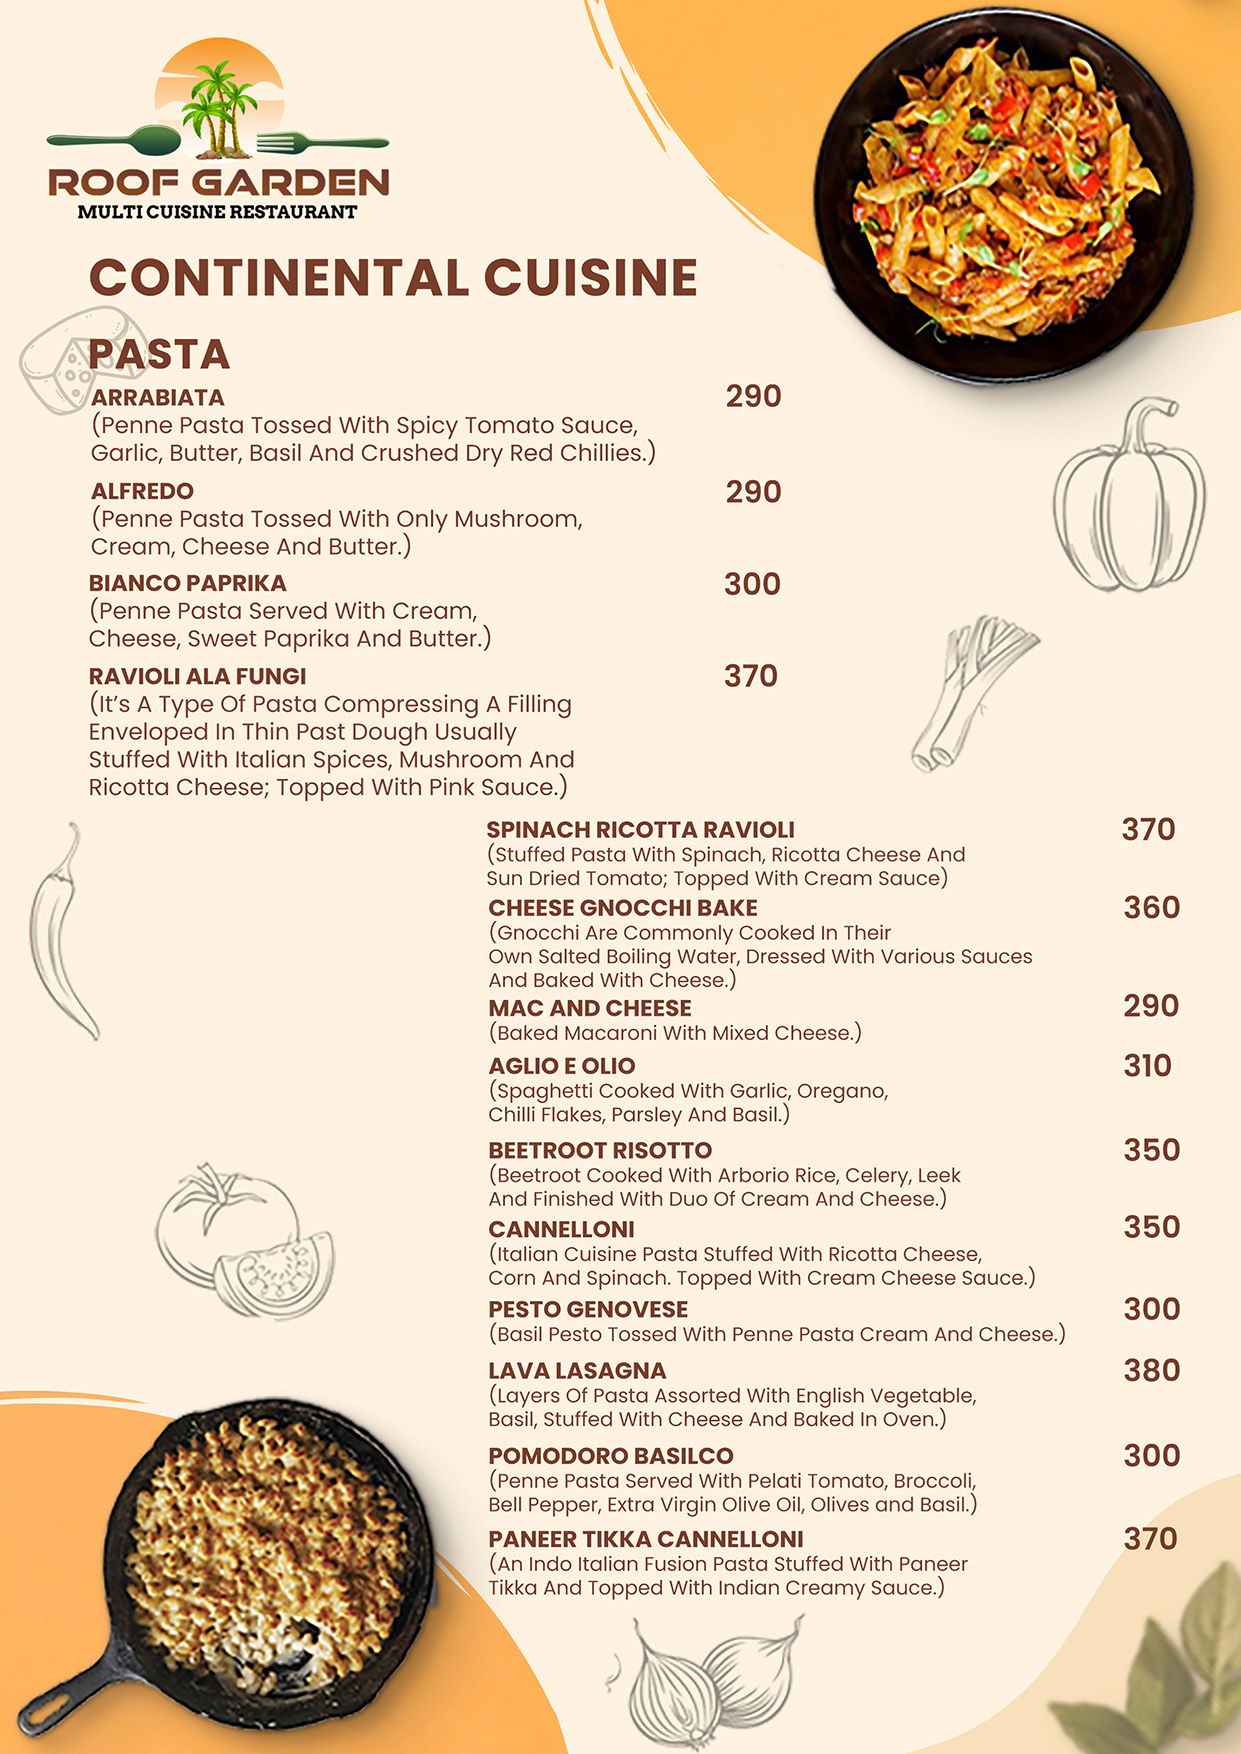 ROOF GARDEN
MULTI CUISINE RESTAURANT
CONTINENTAL CUISINE
PASTA
ARRABIATA 290
(Penne Pasta Tossed With Spicy Tomato Sauce,
Garlic, Butter, Basil And Crushed Dry Red Chillies.)
ALFREDO 290
(Penne Pasta Tossed With Only Mushroom,
Cream, Cheese And Butter.)
BIANCO PAPRIKA 300
(Penne Pasta Served With Cream,
Cheese, Sweet Paprika And Butter.)
RAVIOLI ALA FUNGI 370
(It's A Type Of Pasta Compressing A Filling
Enveloped In Thin Past Dough Usually
Stuffed With Italian Spices, Mushroom And
Ricotta Cheese; Topped With Pink Sauce.)
SPINACH RICOTTA RAVIOLI 370
(Stuffed Pasta With Spinach, Ricotta Cheese And
Sun Dried Tomato; Topped With Cream Sauce)
CHEESE GNOCCHI BAKE 360
(Gnocchi Are Commonly Cooked In Their
Own Salted Boiling Water, Dressed With Various Sauces
And Baked With Cheese.)
MAC AND CHEESE 290
(Baked Macaroni With Mixed Cheese.)
AGLIO E OLIO 310
(Spaghetti Cooked With Garlic, Oregano,
Chilli Flakes, Parsley And Basil.)
BEETROOT RISOTTO 350
(Beetroot Cooked With Arborio Rice, Celery, Leek
And Finished With Duo Of Cream And Cheese.)
CANNELLONI 350
(Italian Cuisine Pasta Stuffed With Ricotta Cheese,
Corn And Spinach. Topped With Cream Cheese Sauce.)
PESTO GENOVESE 300
(Basil Pesto Tossed With Penne Pasta Cream And Cheese.)
LAVA LASAGNA 380
(Layers Of Pasta Assorted With English Vegetable,
Basil, Stuffed With Cheese And Baked In Oven.)
POMODORO BASILCO 300
(Penne Pasta Served With Pelati Tomato, Broccoli,
Bell Pepper, Extra Virgin Olive Oil, Olives and Basil.)
PANEER TIKKA CANNELLONI 370
(An Indo Italian Fusion Pasta Stuffed With Paneer
Tikka And Topped With Indian Creamy Sauce.)